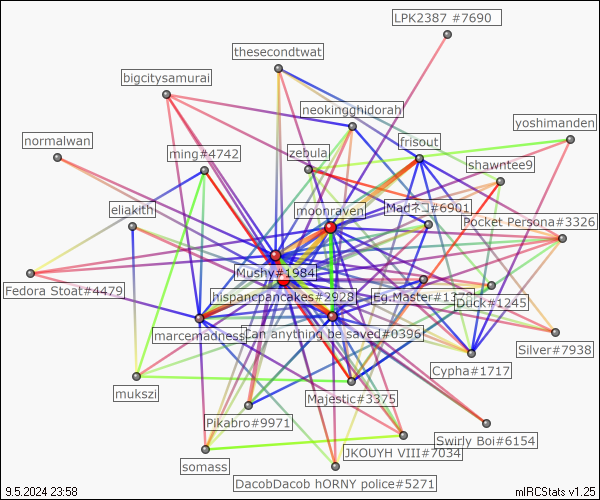 LPK2387 #7690
thesecondtwat
bigcitysamurai
neokingghidorah
yoshimanden
normalwan
frisout
ming#4742
zebula
shawntee9
eliakith
moonraven
Madネコ#6901
Pocket Persona#3326
Mushy#1984
Fedora Stoat#4479
hispancpancakes#2928
Eg.Master#13
Duck#1245
marcemadness
Can anything be saved#0396
Silver#7938
Cypha#1717
mukszi
Majestic#3375
Pikabro#9971
Swirly Boi#6154
JKOUYH VIII#7034
somass
DacobDacob hORNY police#5271
9.5.2024 23:58
mIRCStats v1.25